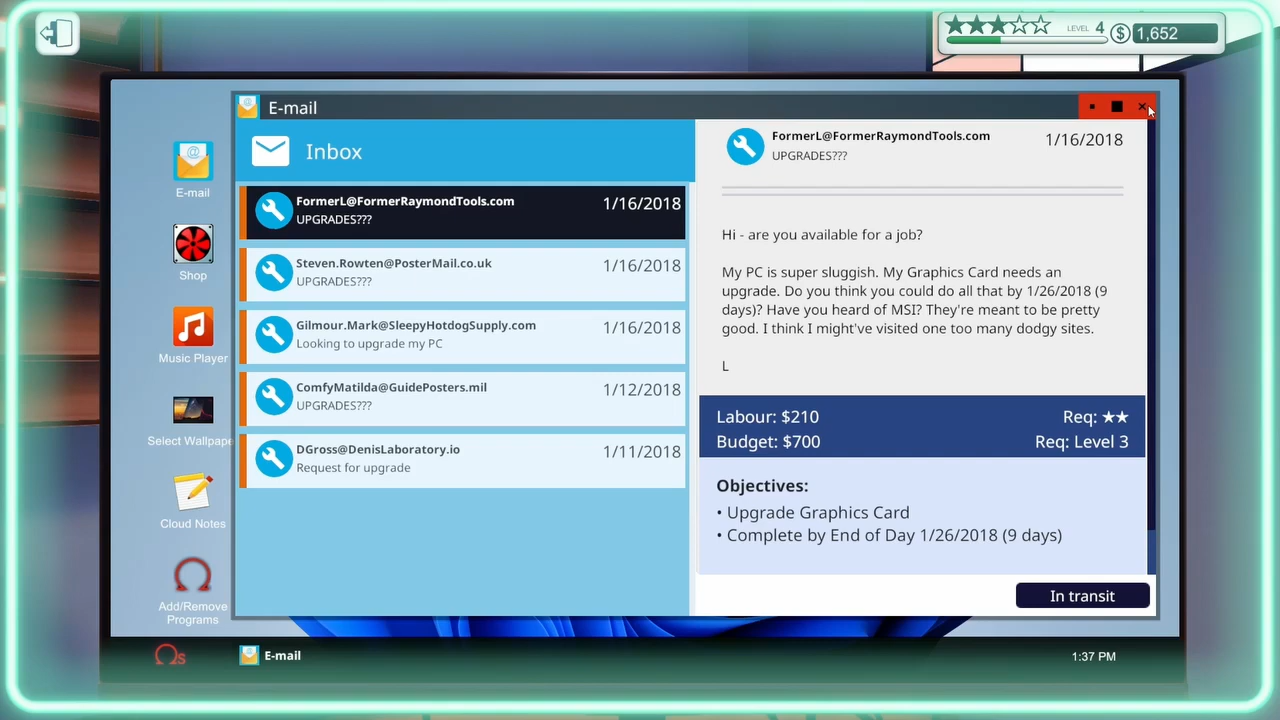 LEVEL 4
$ 1,652
E-mail
Inbox
FormerL@FormerRaymondTools.com 1/16/2018
UPGRADES???
Steven.Rowten@PosterMail.co.uk 1/16/2018
UPGRADES???
Gilmour.Mark@SleepyHotdogSupply.com 1/16/2018
Looking to upgrade my PC
ComfyMatilda@GuidePosters.mil 1/12/2018
UPGRADES???
DGross@DenisLaboratory.io 1/11/2018
Request for upgrade
FormerL@FormerRaymondTools.com 1/16/2018
UPGRADES???
Hi - are you available for a job?
My PC is super sluggish. My Graphics Card needs an
upgrade. Do you think you could do all that by 1/26/2018 (9
days)? Have you heard of MSI? They're meant to be pretty
good. I think I might've visited one too many dodgy sites.
L
Labour: $210 Req: ★★
Budget: $700 Req: Level 3
Objectives:
• Upgrade Graphics Card
• Complete by End of Day 1/26/2018 (9 days)
In transit
E-mail
Shop
Music Player
Select Wallpape
Cloud Notes
Add/Remove
Programs
Ωs
E-mail
1:37 PM